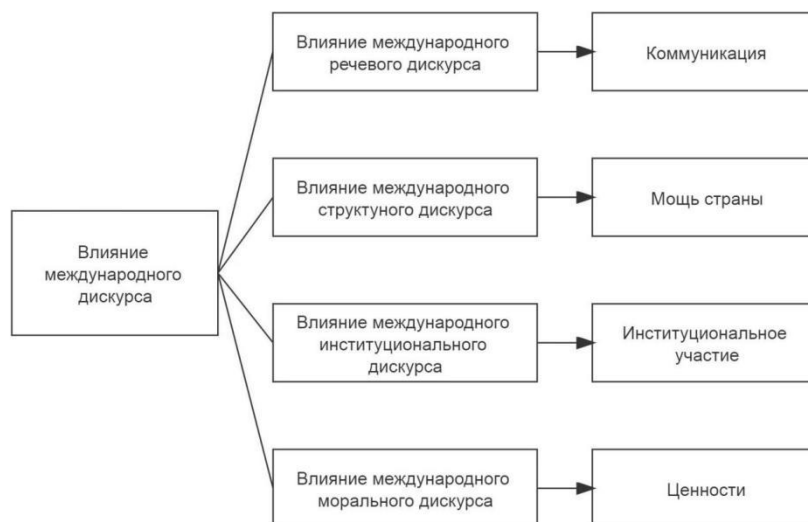 Влияние международного
речевого дискурса
Коммуникация
Влияние международного
структуного дискурса
Мощь страны
Влияние
международного
дискурса
Влияние международного
институционального
дискурса
Институциональное
участие
Влияние международного
морального дискурса
Ценности